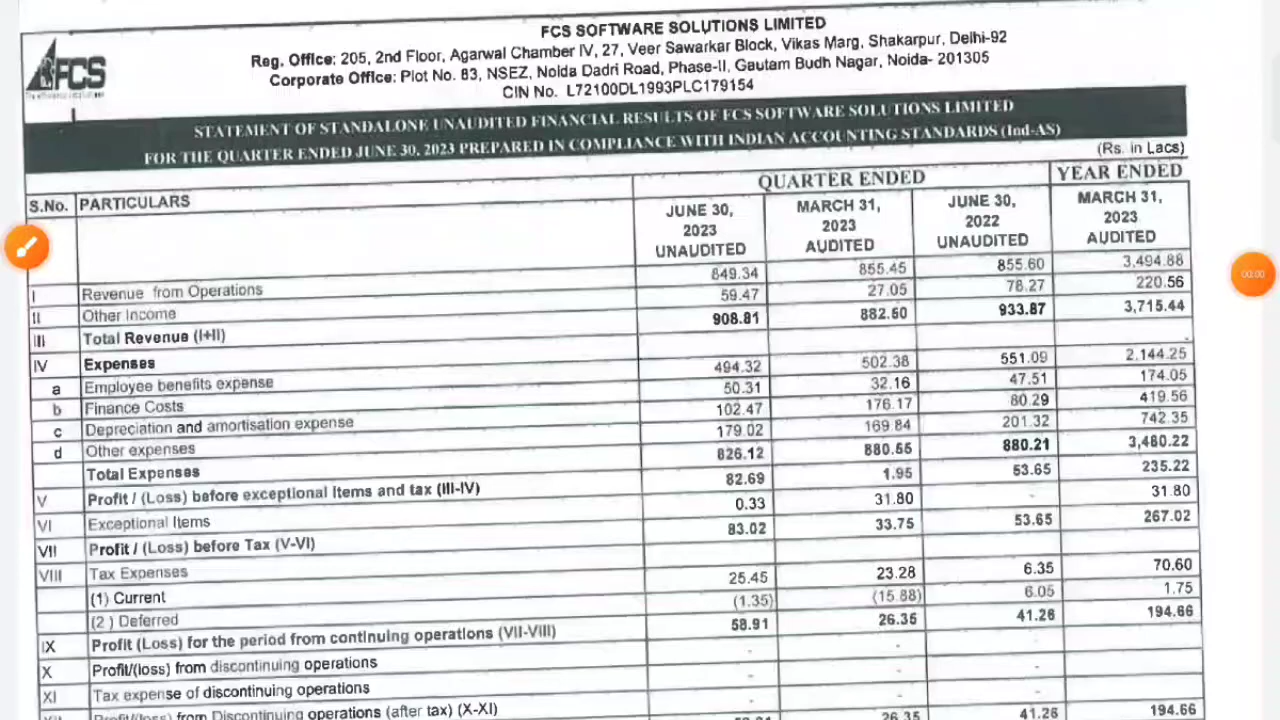 FCS SOFTWARE SOLUTIONS LIMITED
Reg. Office: 205, 2nd Floor, Agarwal Chamber IV, 27, Veer Sawarkar Block, Vikas Marg, Shakarpur, Delhi-92
Corporate Office: Plot No. 83, NSEZ, Noida Dadri Road, Phase-II, Gautam Budh Nagar, Noida- 201305
CIN No. L72100DL1993PLC179154
FCS
STATEMENT OF STANDALONE UNAUDITED FINANCIAL RESULTS OF FCS SOFTWARE SOLUTIONS LIMITED
FOR THE QUARTER ENDED JUNE 30, 2023 PREPARED IN COMPLIANCE WITH INDIAN ACCOUNTING STANDARDS (Ind-AS)
(Rs. in Lacs)
QUARTER ENDED YEAR ENDED
S.No. PARTICULARS
JUNE 30, 2023 UNAUDITED MARCH 31, 2023 AUDITED JUNE 30, 2022 UNAUDITED MARCH 31, 2023 AUDITED
I Revenue from Operations 849.34 855.45 855.60 3,494.88
II Other Income 59.47 27.05 78.27 220.56
III Total Revenue (I+II) 908.81 882.50 933.87 3,715.44
IV Expenses
a Employee benefits expense 494.32 502.38 551.09 2,144.25
b Finance Costs 50.31 32.16 47.51 174.05
c Depreciation and amortisation expense 102.47 176.17 80.29 419.56
d Other expenses 179.02 169.84 201.32 742.35
Total Expenses 826.12 880.55 880.21 3,480.22
V Profit / (Loss) before exceptional Items and tax (III-IV) 82.69 1.95 53.65 235.22
VI Exceptional Items 0.33 31.80 - 31.80
VII Profit / (Loss) before Tax (V-VI) 83.02 33.75 53.65 267.02
VIII Tax Expenses
(1) Current 25.45 23.28 6.35 70.60
(2) Deferred (1.35) (15.88) 6.05 1.75
IX Profit (Loss) for the period from continuing operations (VII-VIII) 58.91 26.35 41.26 194.66
X Profit/(loss) from discontinuing operations - - -
XI Tax expense of discontinuing operations - - -
Profit/(loss) from Discontinuing operations (after tax) (X-XI) - - -
26.35 41.26 194.66
00:00